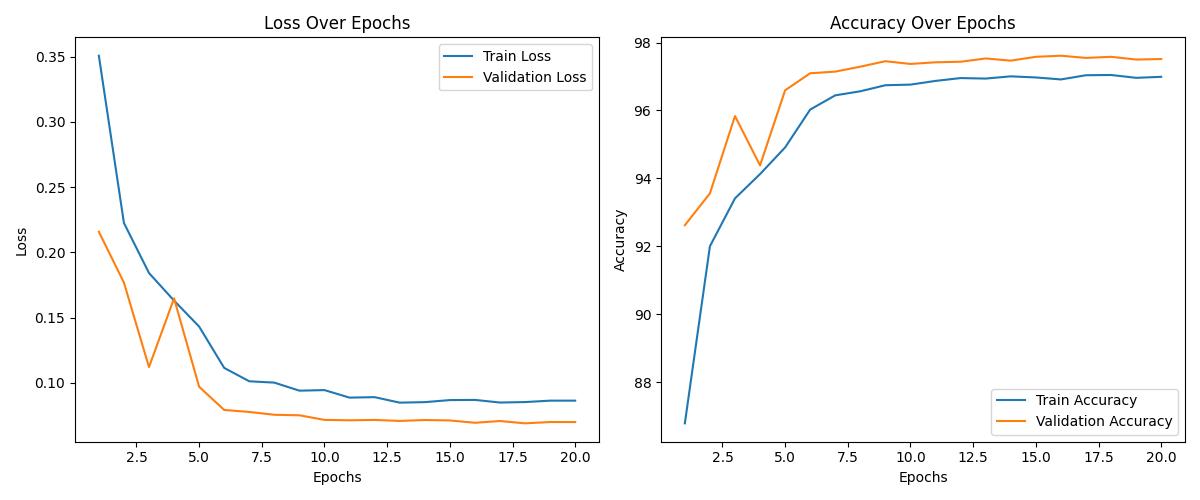 Loss Over Epochs
0.35
0.30
0.25
0.20
0.15
0.10
Loss
Train Loss
Validation Loss
2.5 5.0 7.5 10.0 12.5 15.0 17.5 20.0
Epochs
Accuracy Over Epochs
98
96
94
92
90
88
Accuracy
Train Accuracy
Validation Accuracy
2.5 5.0 7.5 10.0 12.5 15.0 17.5 20.0
Epochs